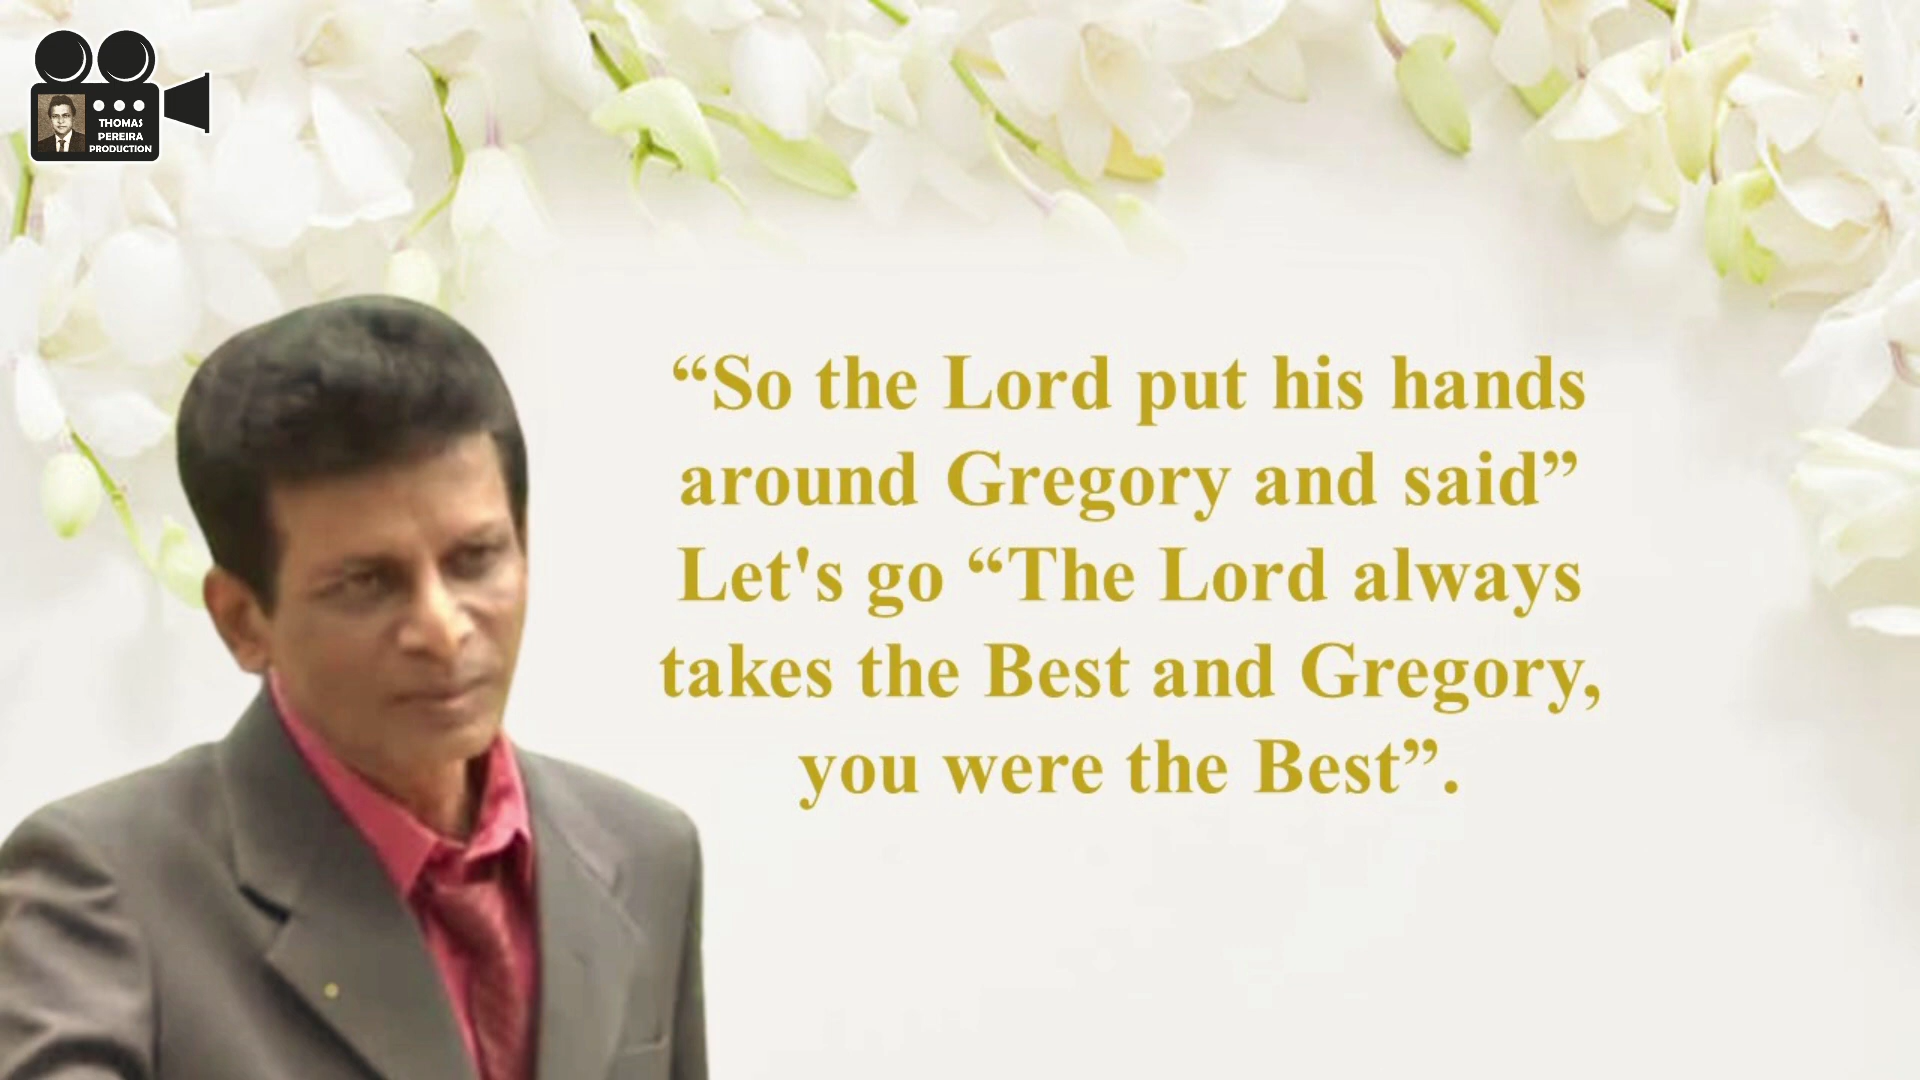 THOMAS
PEREIRA
PRODUCTION
“So the Lord put his hands
around Gregory and said”
Let's go “The Lord always
takes the Best and Gregory,
you were the Best”.